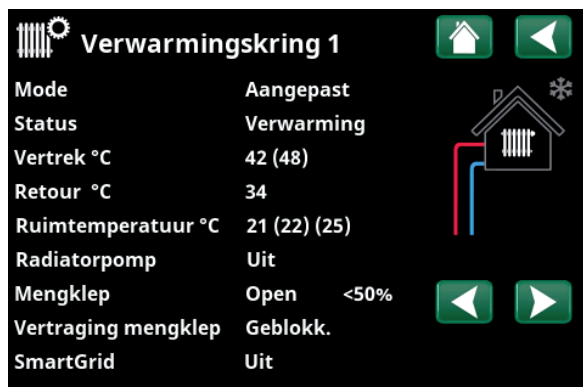 Verwarmingskring 1
Mode Aangepast
Status Verwarming
Vertrek °C 42 (48)
Retour °C 34
Ruimtemperatuur °C 21 (22) (25)
Radiatorpomp Uit
Mengklep Open <50%
Vertraging mengklep Geblokk.
SmartGrid Uit